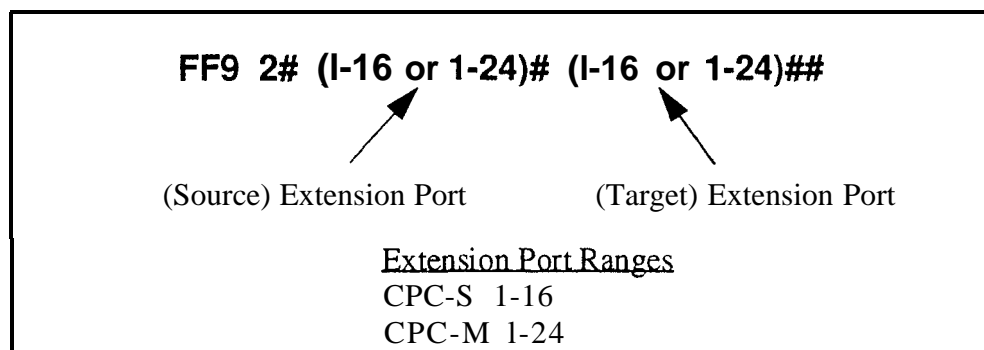 FF9 2# (I-16 or 1-24)# (I-16 or 1-24)##
(Source) Extension Port (Target) Extension Port
Extension Port Ranges
CPC-S 1-16
CPC-M 1-24